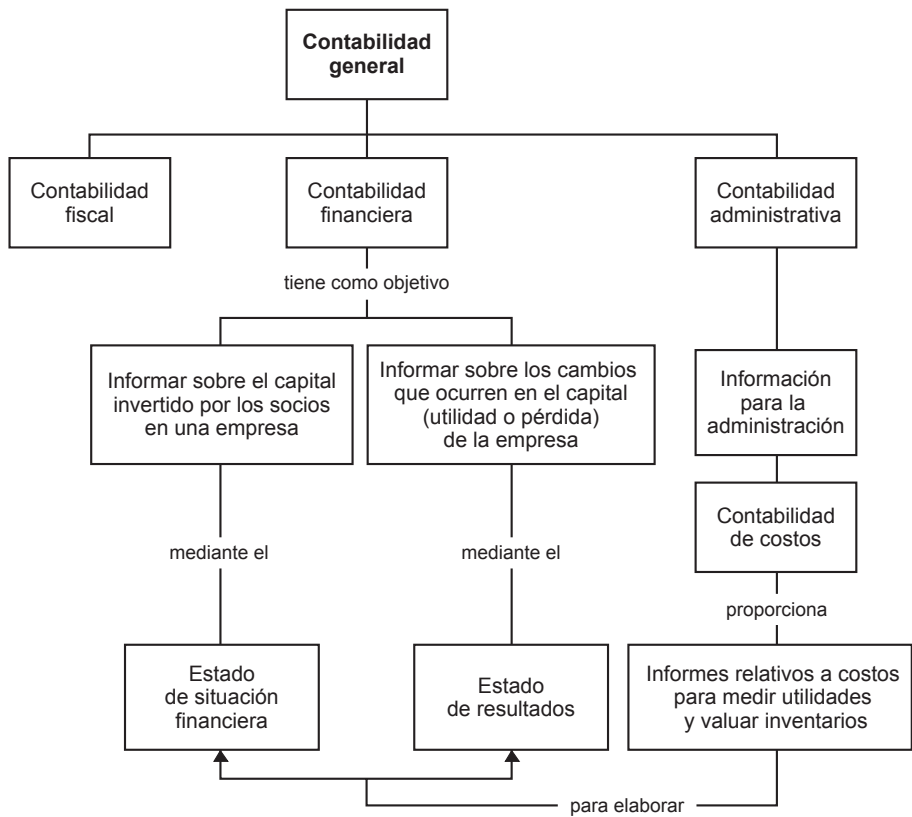 Contabilidad
general
Contabilidad
fiscal
Contabilidad
financiera
Contabilidad
administrativa
tiene como objetivo
Informar sobre el capital
invertido por los socios
en una empresa
Informar sobre los cambios
que ocurren en el capital
(utilidad o pérdida)
de la empresa
Información
para la
administración
Contabilidad
de costos
mediante el
mediante el
proporciona
Estado
de situación
financiera
Estado
de resultados
Informes relativos a costos
para medir utilidades
y valuar inventarios
para elaborar